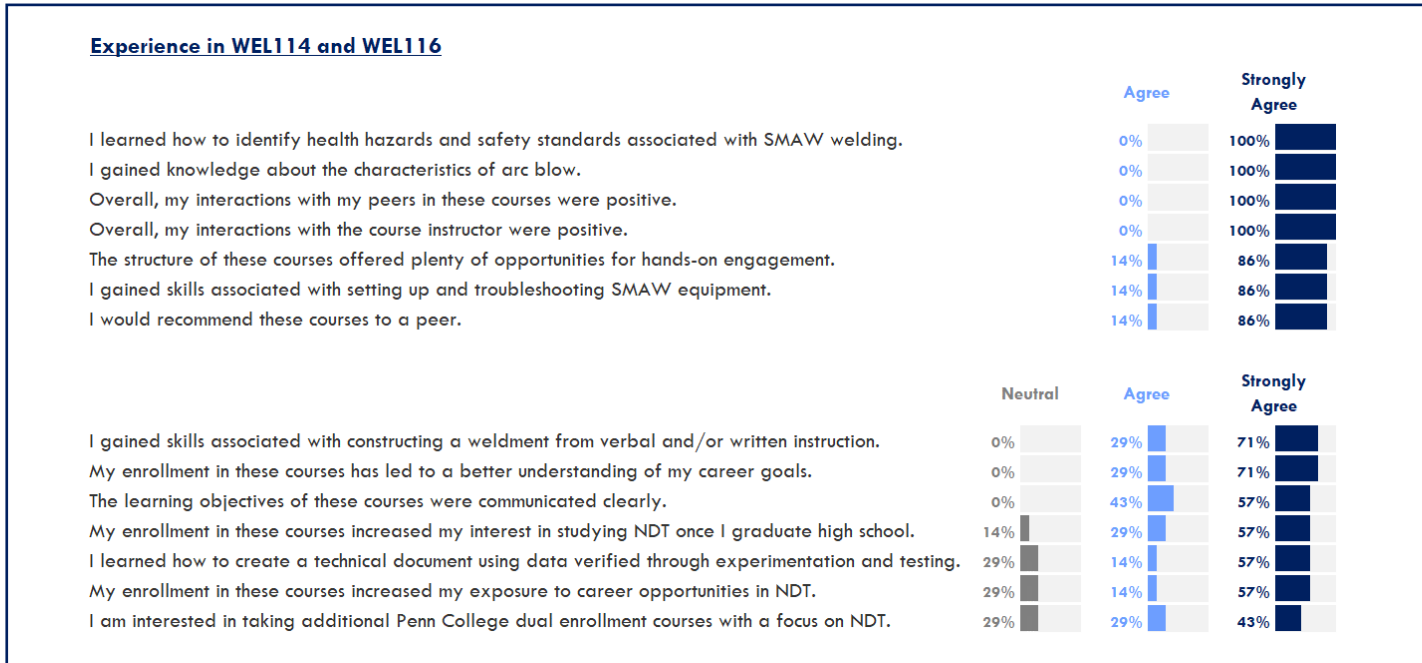 Experience in WEL114 and WEL116
Agree Strongly Agree
I learned how to identify health hazards and safety standards associated with SMAW welding. 0% 100%
I gained knowledge about the characteristics of arc blow. 0% 100%
Overall, my interactions with my peers in these courses were positive. 0% 100%
Overall, my interactions with the course instructor were positive. 0% 100%
The structure of these courses offered plenty of opportunities for hands-on engagement. 14% 86%
I gained skills associated with setting up and troubleshooting SMAW equipment. 14% 86%
I would recommend these courses to a peer. 14% 86%
Neutral Agree Strongly Agree
I gained skills associated with constructing a weldment from verbal and/or written instruction. 0% 29% 71%
My enrollment in these courses has led to a better understanding of my career goals. 0% 29% 71%
The learning objectives of these courses were communicated clearly. 0% 43% 57%
My enrollment in these courses increased my interest in studying NDT once I graduate high school. 14% 29% 57%
I learned how to create a technical document using data verified through experimentation and testing. 29% 14% 57%
My enrollment in these courses increased my exposure to career opportunities in NDT. 29% 14% 57%
I am interested in taking additional Penn College dual enrollment courses with a focus on NDT. 29% 29% 43%